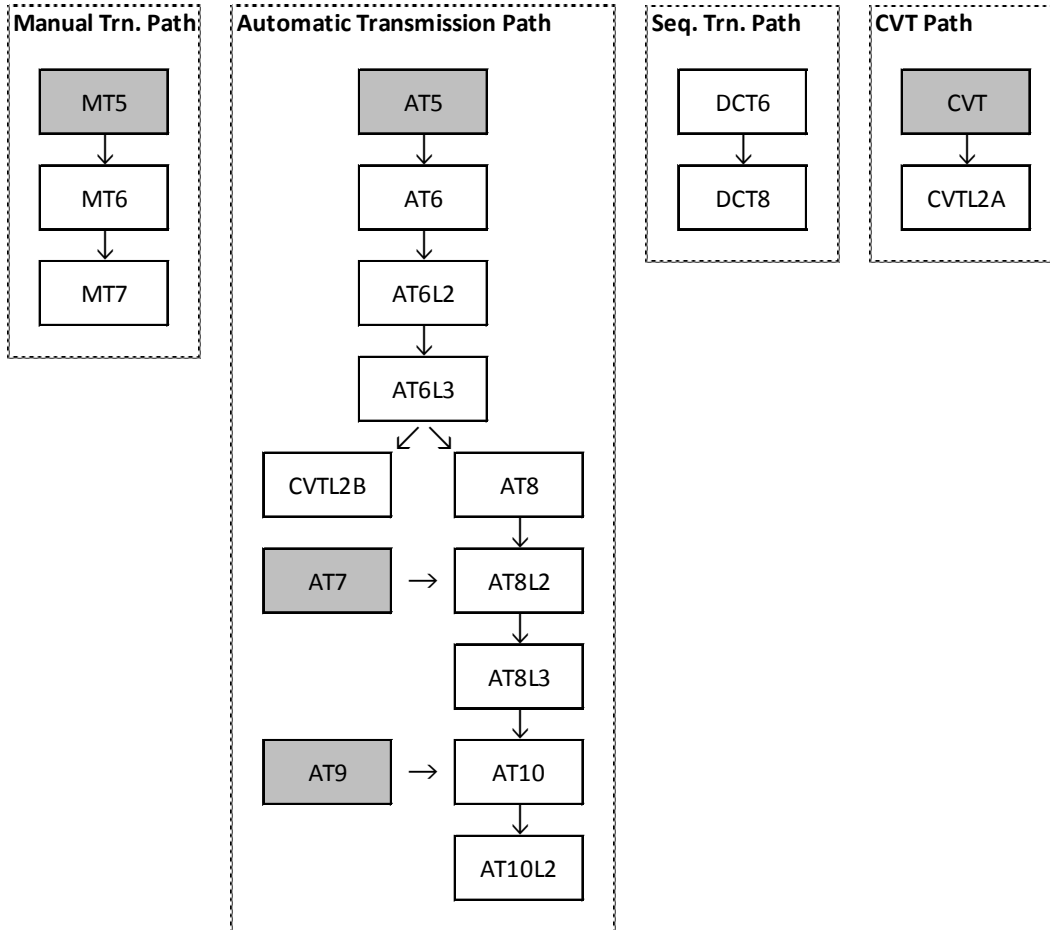 Manual Trn. Path
MT5
MT6
MT7
Automatic Transmission Path
AT5
AT6
AT6L2
AT6L3
CVTL2B
AT8
AT7
AT8L2
AT8L3
AT9
AT10
AT10L2
Seq. Trn. Path
DCT6
DCT8
CVT Path
CVT
CVTL2A